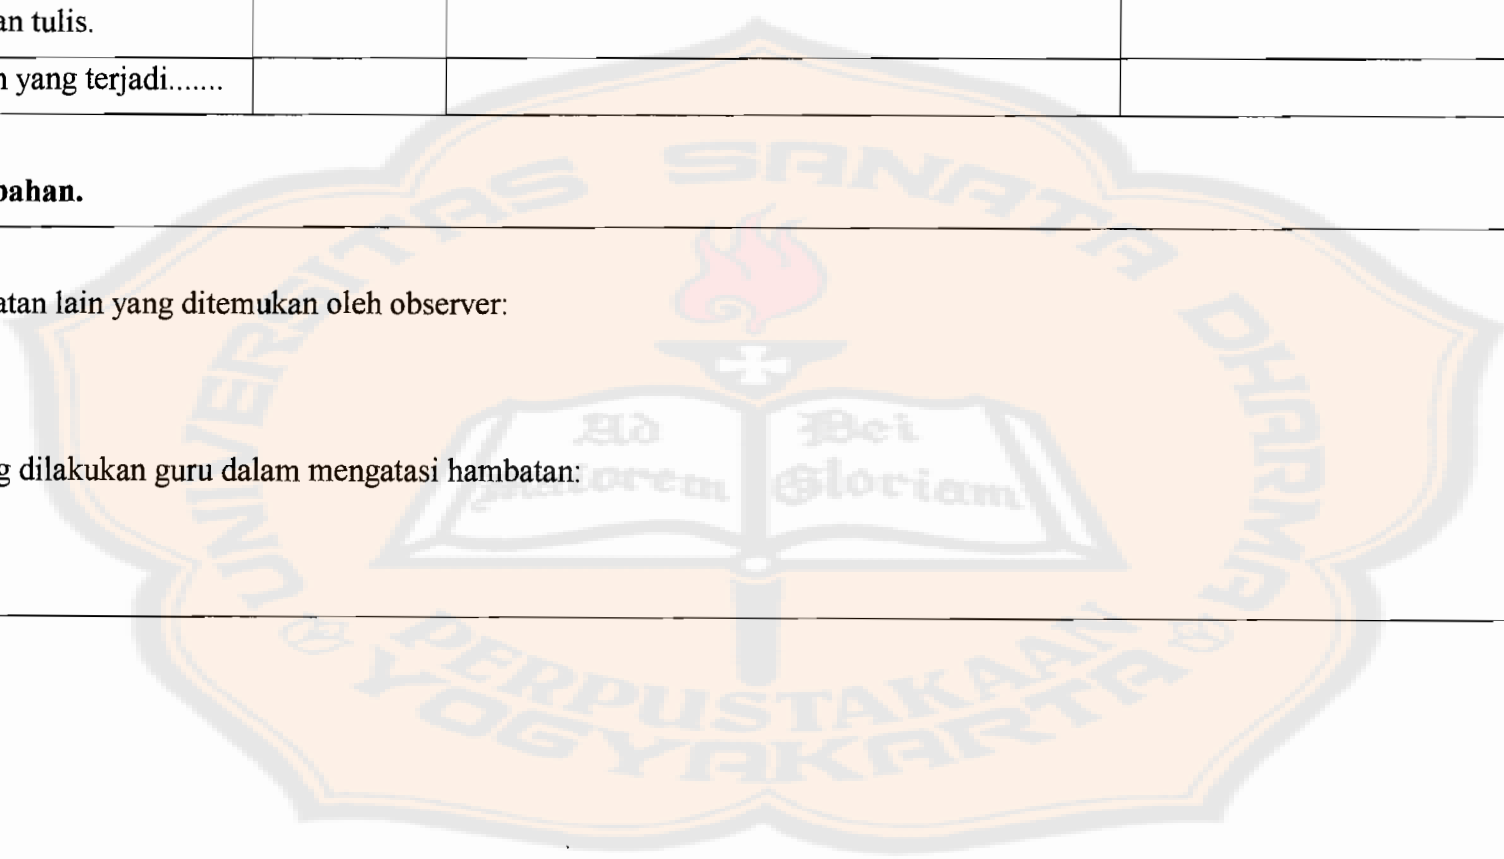 an tulis.
n yang terjadi.......
bahan.
atan lain yang ditemukan oleh observer:
g dilakukan guru dalam mengatasi hambatan:
UNIVERSITAS SANATA DHARMA
Ad Dei
Maiorem Gloriam
PERPUSTAKAAN
YOGYAKARTA